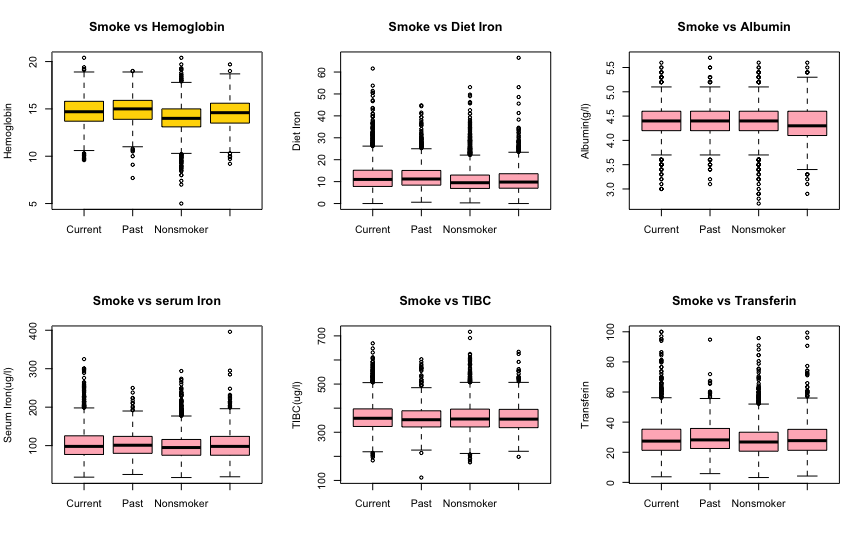 Smoke vs Hemoglobin
Hemoglobin
20
15
10
5
Current Past Nonsmoker
Smoke vs Diet Iron
Diet Iron
60
50
40
30
20
10
0
Current Past Nonsmoker
Smoke vs Albumin
Albumin(g/l)
5.5
5.0
4.5
4.0
3.5
3.0
Current Past Nonsmoker
Smoke vs serum Iron
Serum Iron(ug/l)
400
300
200
100
Current Past Nonsmoker
Smoke vs TIBC
TIBC(ug/l)
700
500
300
100
Current Past Nonsmoker
Smoke vs Transferin
Transferin
100
80
60
40
20
0
Current Past Nonsmoker